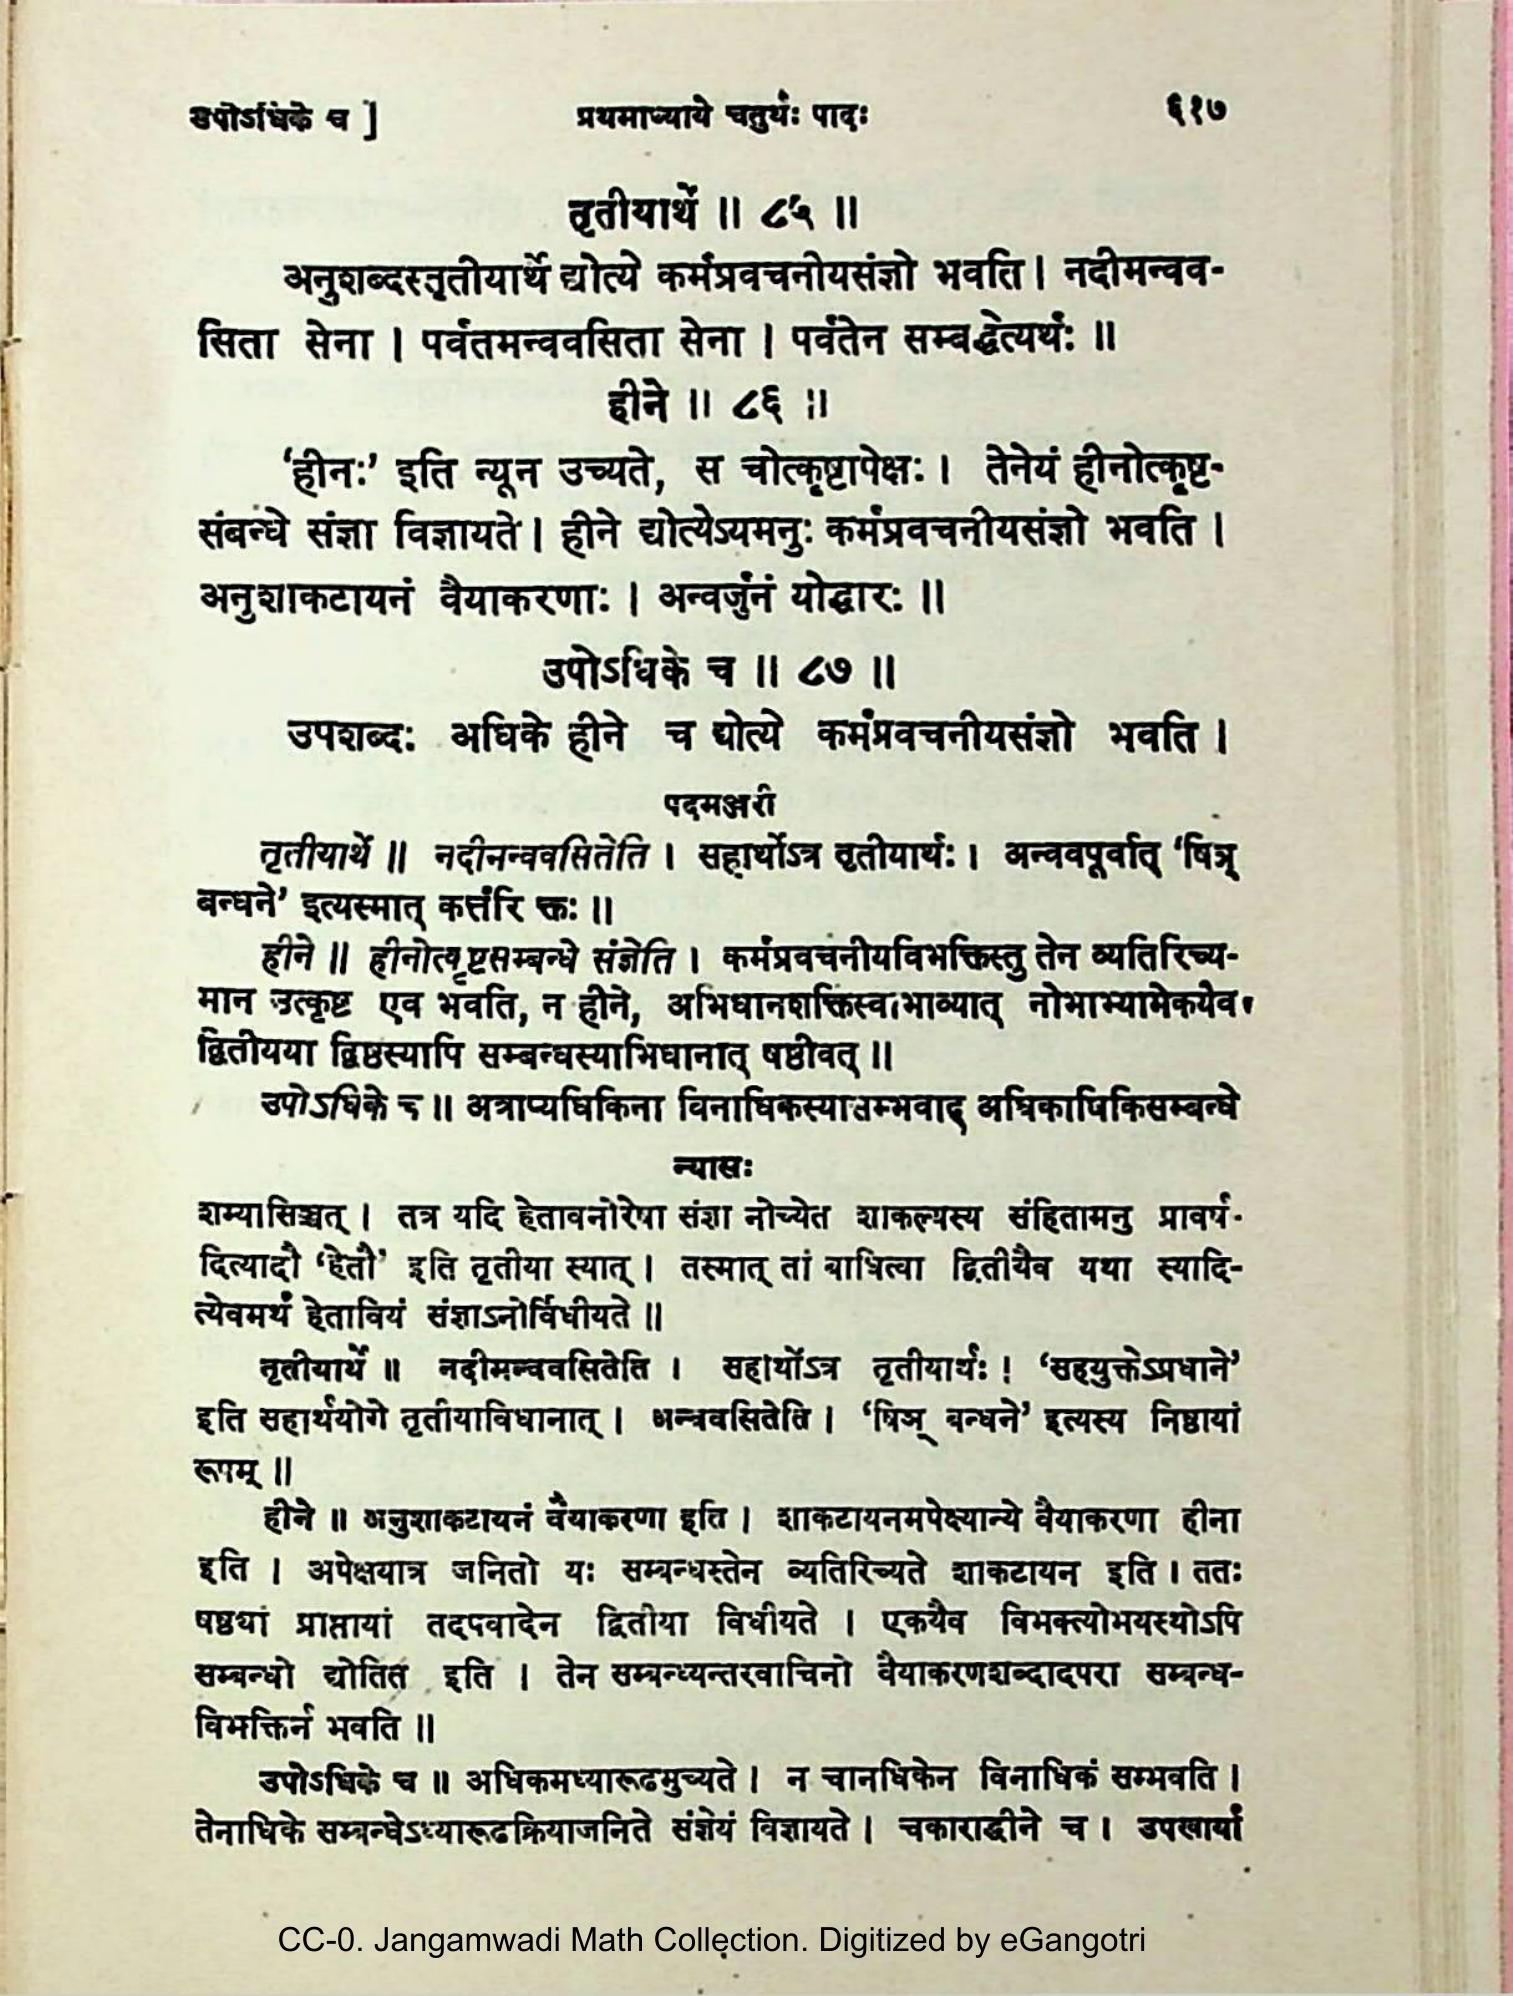 उपोऽधिके च ]
प्रथमाध्याये चतुर्थः पादः
६१७
तृतीयार्थे ॥ ८५ ॥
अनुशब्दस्तृतीयार्थे द्योत्ये कर्मप्रवचनीयसंज्ञो भवति । नदीमन्वव-
सिता सेना । पर्वतमन्ववसिता सेना । पर्वतेन सम्बद्धेत्यर्थः ॥
हीने ॥ ८६ ॥
‘हीनः’ इति न्यून उच्यते, स चोत्कृष्टापेक्षः । तेनेयं हीनोत्कृष्ट-
संबन्धे संज्ञा विज्ञायते । हीने द्योत्येऽयमनुः कर्मप्रवचनीयसंज्ञो भवति ।
अनुशाकटायनं वैयाकरणाः । अन्वर्जुनं योद्धारः ॥
उपोऽधिके च ॥ ८७ ॥
उपशब्दः अधिके हीने च द्योत्ये कर्मप्रवचनीयसंज्ञो भवति ।
पदमञ्जरी
तृतीयार्थे ॥ नदीनन्ववसितेति । सहार्थोऽत्र तृतीयार्थः । अन्ववपूर्वात् ‘षिञ्
बन्धने’ इत्यस्मात् कर्त्तरि क्तः ॥
हीने ॥ हीनोत्कृष्टसम्बन्धे संज्ञेति । कर्मप्रवचनीयविभक्तिस्तु तेन व्यतिरिच्य-
मान उत्कृष्ट एव भवति, न हीने, अभिधानशक्तिस्वाभाव्यात् नोभाभ्यामेकयैव
द्वितीयया द्विष्ठस्यापि सम्बन्धस्याभिधानात् षष्ठीवत् ॥
उपोऽधिके च ॥ अत्राप्यधिकिना विनाधिकस्यासम्भवाद् अधिकाधिकिसम्बन्धे
न्यासः
शम्यासिञ्चत् । तत्र यदि हेतावनोरेषा संज्ञा नोच्येत शाकल्यस्य संहितामनु प्रावर्ष-
दित्यादौ ‘हेतौ’ इति तृतीया स्यात् । तस्मात् तां बाधित्वा द्वितीयैव यथा स्यादि-
त्येवमर्थं हेतावियं संज्ञाऽनोर्विधीयते ॥
तृतीयार्थे ॥ नदीमन्ववसितेति । सहार्थोऽत्र तृतीयार्थः ! ‘सहयुक्तेऽप्रधाने’
इति सहार्थयोगे तृतीयाविधानात् । अन्ववसितेति । ‘षिञ् बन्धने’ इत्यस्य निष्ठायां
रूपम् ॥
हीने ॥ अनुशाकटायनं वैयाकरणा इति । शाकटायनमपेक्ष्यान्ये वैयाकरणा हीना
इति । अपेक्षयात्र जनितो यः सम्बन्धस्तेन व्यतिरिच्यते शाकटायन इति । ततः
षष्ठ्यां प्राप्तायां तदपवादेन द्वितीया विधीयते । एकयैव विभक्त्योभयस्थोऽपि
सम्बन्धो द्योतित इति । तेन सम्बन्ध्यन्तरवाचिनो वैयाकरणशब्दादपरा सम्बन्ध-
विभक्तिर्न भवति ॥
उपोऽधिके च ॥ अधिकमध्यारूढमुच्यते । न चानधिकेन विनाधिकं सम्भवति ।
तेनाधिके सम्बन्धेऽध्यारूढक्रियाजनिते संज्ञेयं विज्ञायते । चकाराद्धीने च । उपखार्यां
CC-0. Jangamwadi Math Collection. Digitized by eGangotri